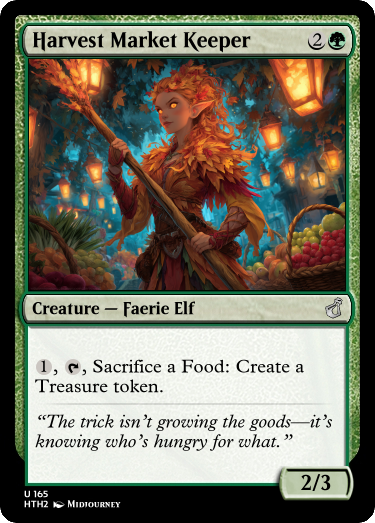 Harvest Market Keeper 2
Creature — Faerie Elf
1, , Sacrifice a Food: Create a
Treasure token.
“The trick isn’t growing the goods—it’s
knowing who’s hungry for what.”
2/3
U 165
HTH2 Midjourney